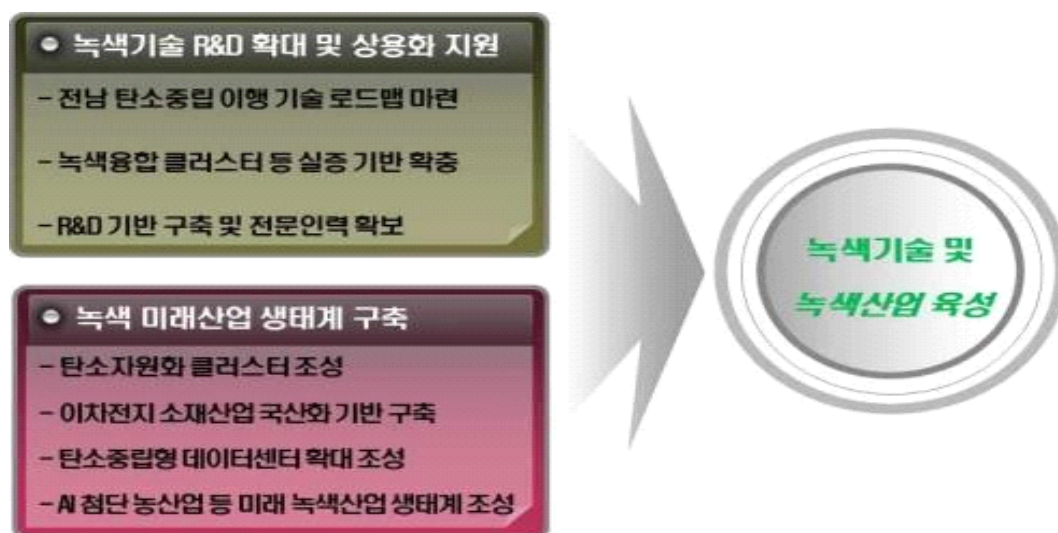 녹색기술 R&D 확대 및 상용화 지원
- 전남 탄소중립 이행 기술 로드맵 마련
- 녹색융합 클러스터 등 실증 기반 확충
- R&D 기반 구축 및 전문인력 확보
녹색 미래산업 생태계 구축
- 탄소자원화 클러스터 조성
- 이차전지 소재산업 국산화 기반 구축
- 탄소중립형 데이터센터 확대 조성
- AI 첨단 농산업 등 미래 녹색산업 생태계 조성
녹색기술 및
녹색산업 육성